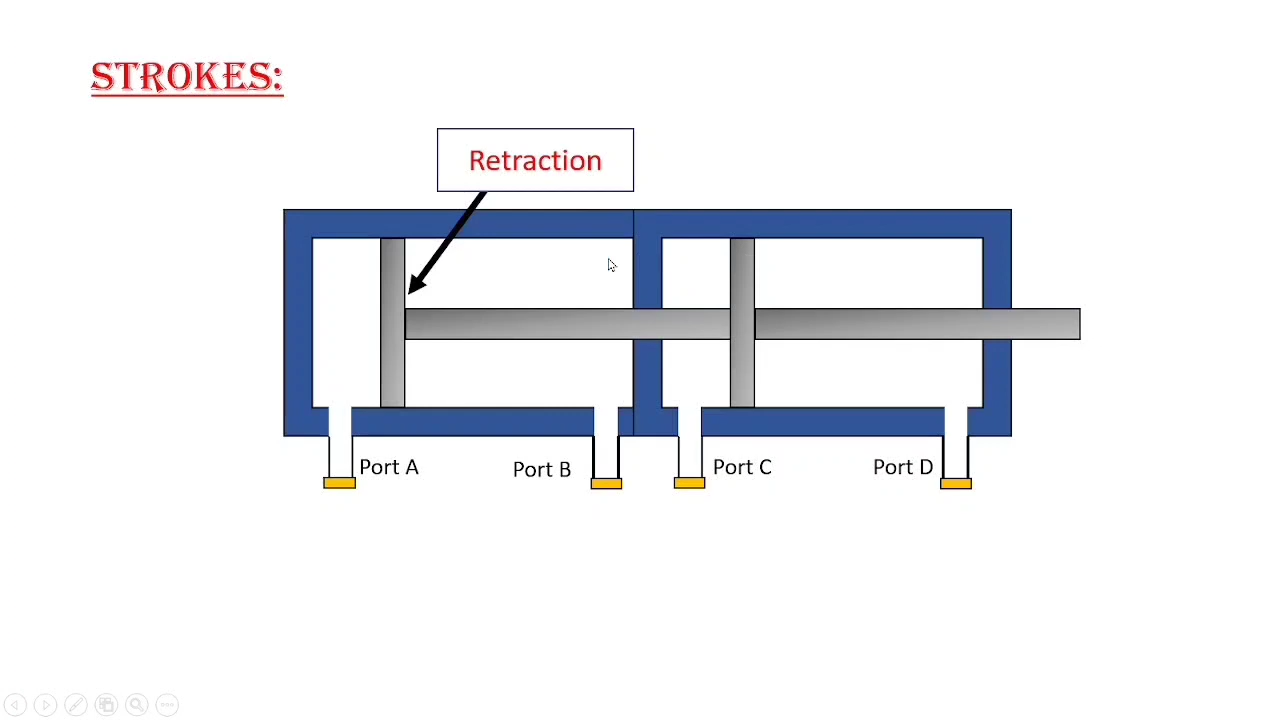 STROKES:
Retraction
Port A
Port B
Port C
Port D